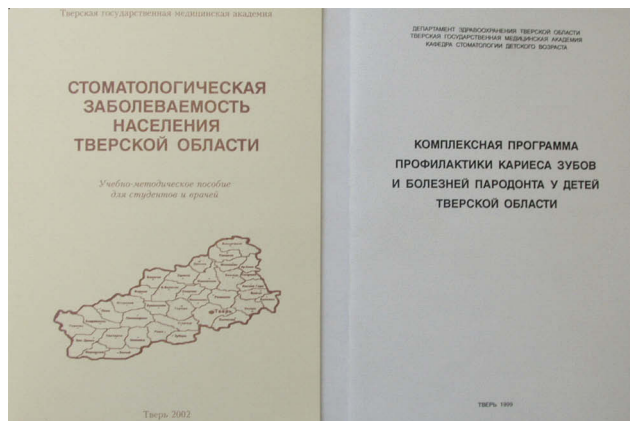 Тверская государственная медицинская академия
СТОМАТОЛОГИЧЕСКАЯ
ЗАБОЛЕВАЕМОСТЬ
НАСЕЛЕНИЯ
ТВЕРСКОЙ ОБЛАСТИ
Учебно-методическое пособие
для студентов и врачей
Тверь
Тверь 2002
ДЕПАРТАМЕНТ ЗДРАВООХРАНЕНИЯ ТВЕРСКОЙ ОБЛАСТИ
ТВЕРСКАЯ ГОСУДАРСТВЕННАЯ МЕДИЦИНСКАЯ АКАДЕМИЯ
КАФЕДРА СТОМАТОЛОГИИ ДЕТСКОГО ВОЗРАСТА
КОМПЛЕКСНАЯ ПРОГРАММА
ПРОФИЛАКТИКИ КАРИЕСА ЗУБОВ
И БОЛЕЗНЕЙ ПАРОДОНТА У ДЕТЕЙ
ТВЕРСКОЙ ОБЛАСТИ
ТВЕРЬ 1999